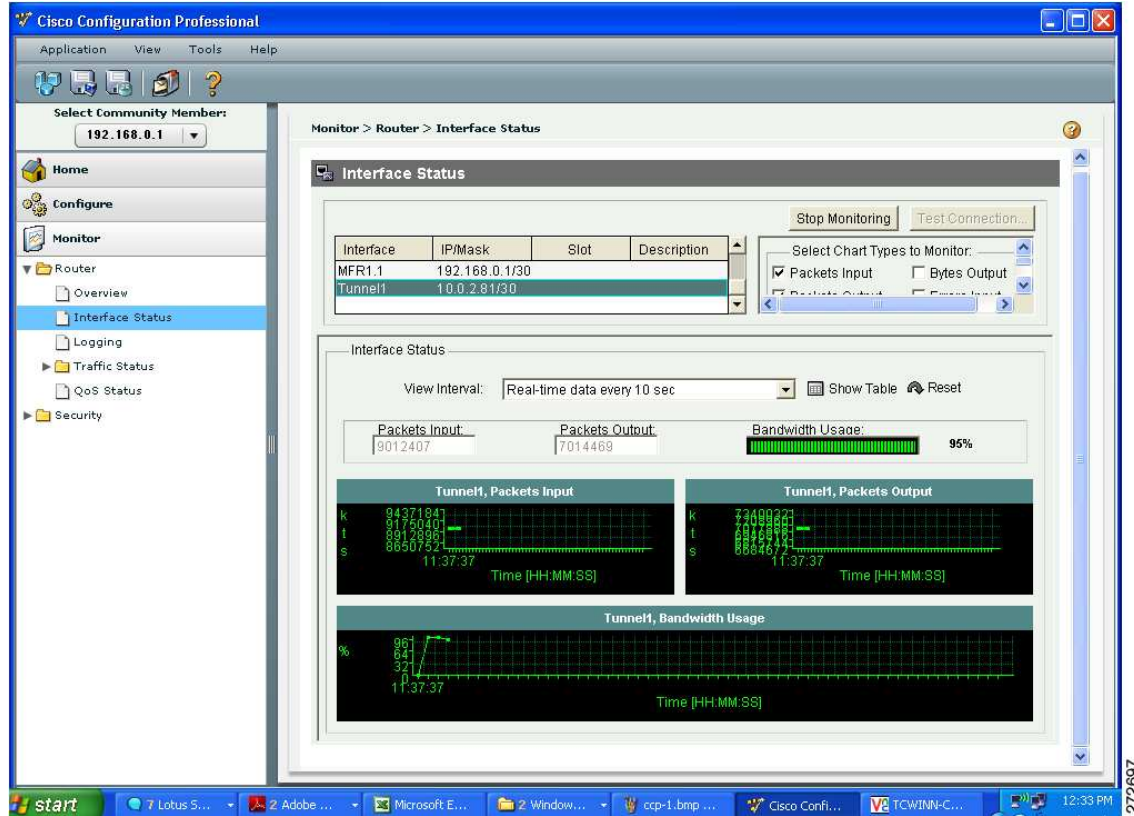 Cisco Configuration Professional
Application View Tools Help
Select Community Member:
192.168.0.1
Home
Configure
Monitor
Router
Overview
Interface Status
Logging
Traffic Status
QoS Status
Security
Monitor > Router > Interface Status
Interface Status
Stop Monitoring Test Connection...
Interface IP/Mask Slot Description
MFR1.1 192.168.0.1/30
Tunnel1 10.0.2.81/30
Select Chart Types to Monitor:
Packets Input Bytes Output
Packets Output Errors Input
Interface Status
View Interval: Real-time data every 10 sec Show Table Reset
Packets Input: Packets Output: Bandwidth Usage:
9012407 7014469 95%
Tunnel1, Packets Input
k 9437184
9175040
t 8912896
s 8650752
11:37:37
Time [HH:MM:SS]
Tunnel1, Packets Output
k 7340032
t
s 6684672
11:37:37
Time [HH:MM:SS]
Tunnel1, Bandwidth Usage
% 96
64
32
0
11:37:37
Time [HH:MM:SS]
start 7 Lotus S... 2 Adobe ... Microsoft E... 2 Window... ccp-1.bmp ... Cisco Confi... TCWINN-C... 12:33 PM
272697